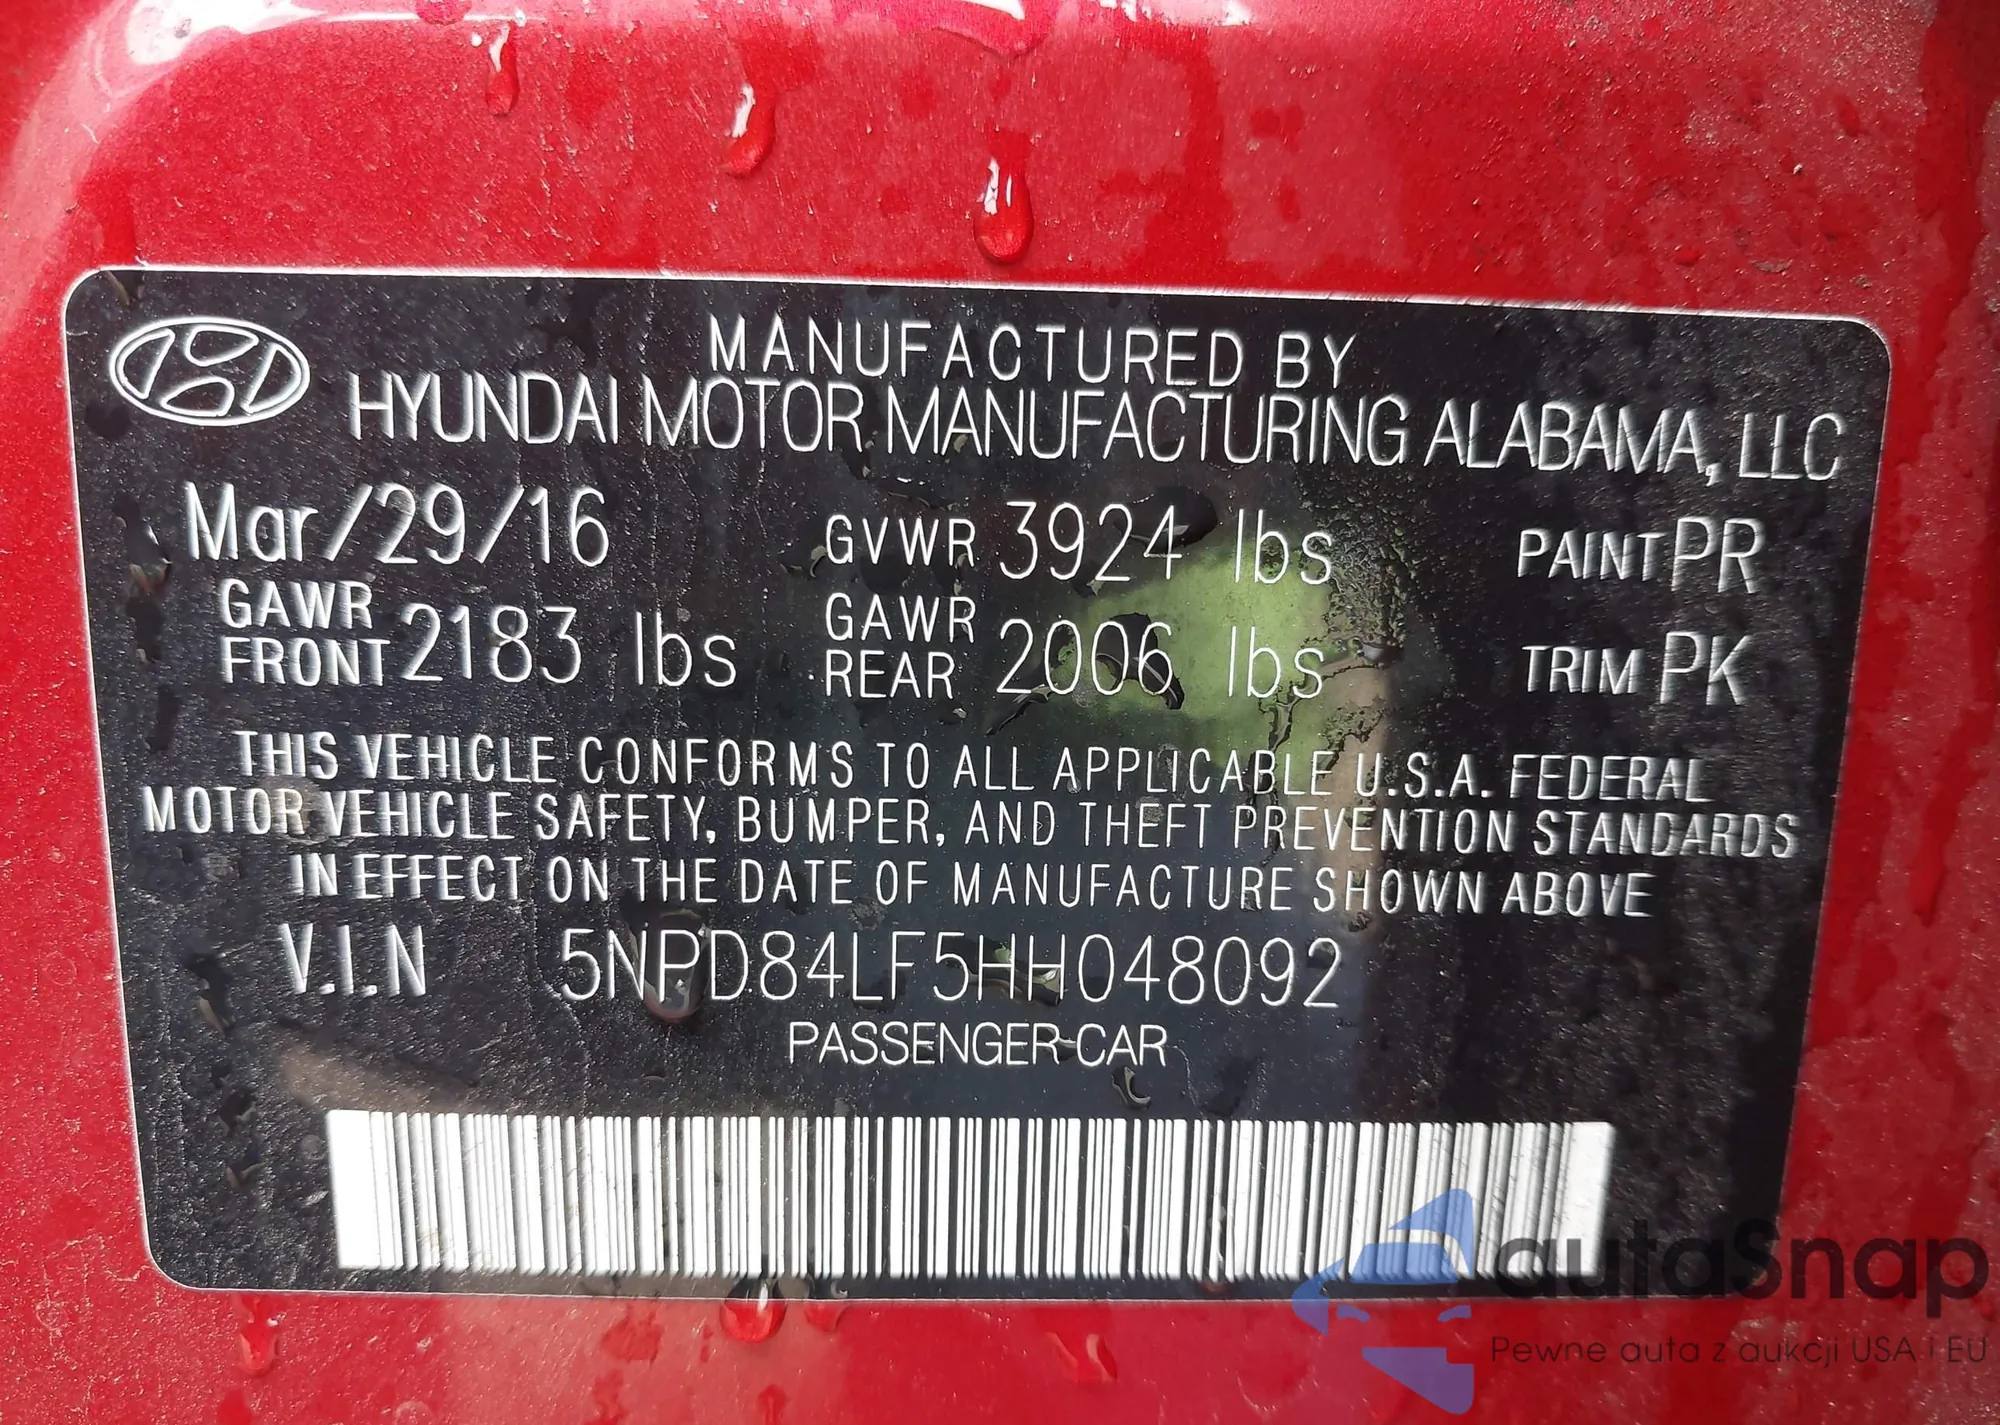 MANUFACTURED BY
HYUNDAI MOTOR MANUFACTURING ALABAMA, LLC
Mar/29/16 GVWR 3924 lbs PAINT PR
GAWR FRONT 2183 lbs GAWR REAR 2006 lbs TRIM PK
THIS VEHICLE CONFORMS TO ALL APPLICABLE U.S.A. FEDERAL
MOTOR VEHICLE SAFETY, BUMPER, AND THEFT PREVENTION STANDARDS
IN EFFECT ON THE DATE OF MANUFACTURE SHOWN ABOVE
V.I.N 5NPD84LF5HH048092
PASSENGER CAR
autaSnap
Pewne auta z aukcji USA i EU